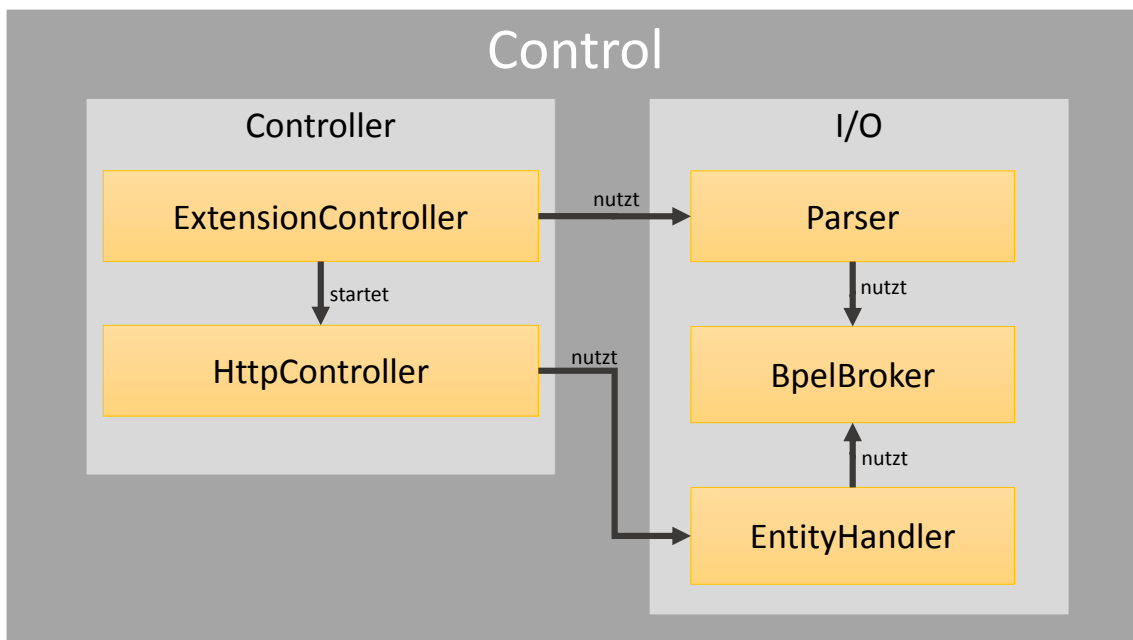 Control
Controller
I/O
ExtensionController
nutzt
Parser
startet
nutzt
HttpController
nutzt
BpelBroker
nutzt
EntityHandler